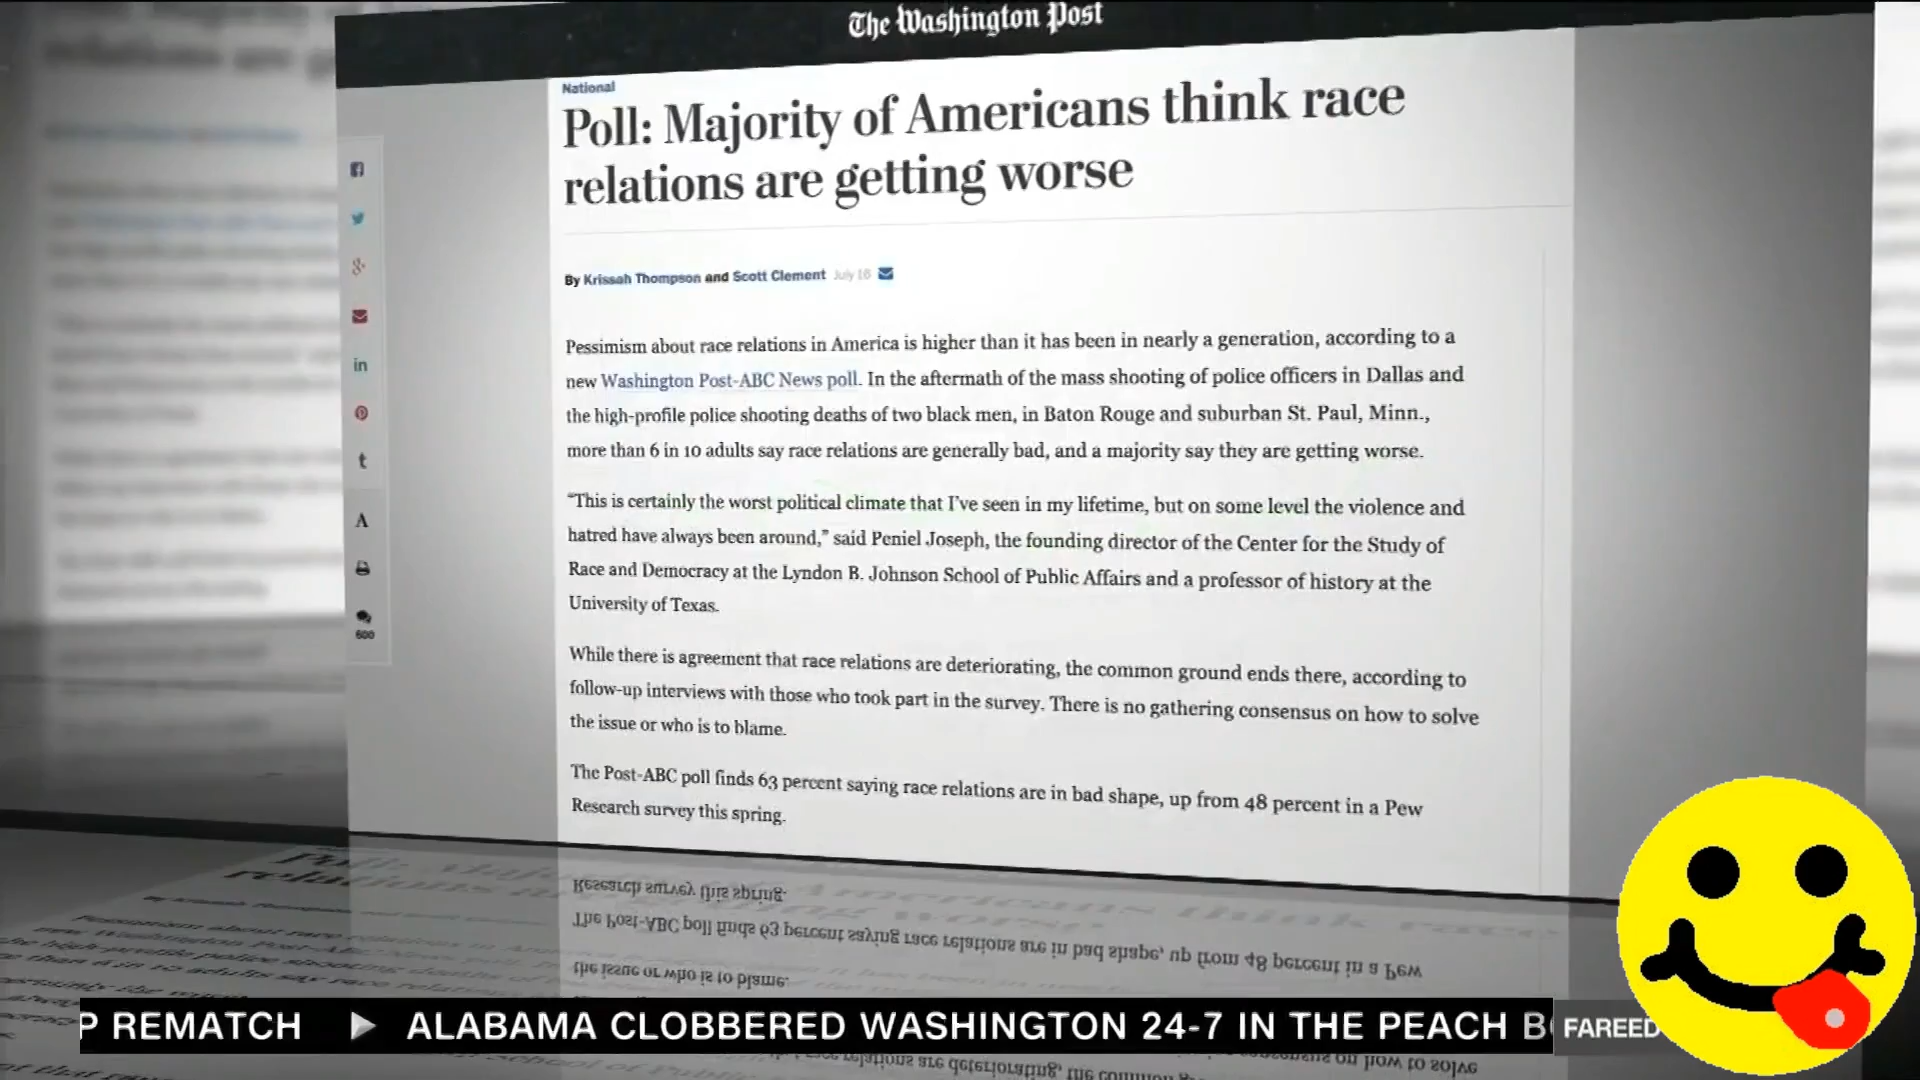 The Washington Post
National
Poll: Majority of Americans think race
relations are getting worse
By Krissah Thompson and Scott Clement July 16
Pessimism about race relations in America is higher than it has been in nearly a generation, according to a
new Washington Post-ABC News poll. In the aftermath of the mass shooting of police officers in Dallas and
the high-profile police shooting deaths of two black men, in Baton Rouge and suburban St. Paul, Minn.,
more than 6 in 10 adults say race relations are generally bad, and a majority say they are getting worse.
“This is certainly the worst political climate that I’ve seen in my lifetime, but on some level the violence and
hatred have always been around,” said Peniel Joseph, the founding director of the Center for the Study of
Race and Democracy at the Lyndon B. Johnson School of Public Affairs and a professor of history at the
University of Texas.
While there is agreement that race relations are deteriorating, the common ground ends there, according to
follow-up interviews with those who took part in the survey. There is no gathering consensus on how to solve
the issue or who is to blame.
The Post-ABC poll finds 63 percent saying race relations are in bad shape, up from 48 percent in a Pew
Research survey this spring.
600
P REMATCH ALABAMA CLOBBERED WASHINGTON 24-7 IN THE PEACH B
FAREED